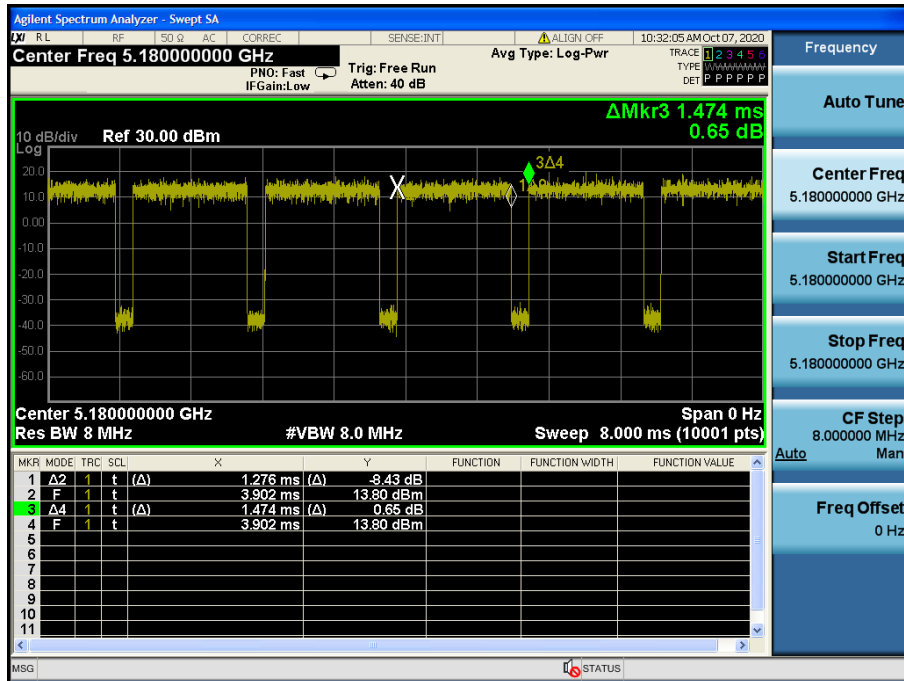 Agilent Spectrum Analyzer - Swept SA
LXI RL RF 50 Ω AC CORREC SENSE:INT ALIGN OFF 10:32:05 AM Oct 07, 2020
Center Freq 5.180000000 GHz
PNO: Fast
IFGain:Low
Trig: Free Run
Atten: 40 dB
Avg Type: Log-Pwr
TRACE 1 2 3 4 5 6
TYPE WWWWWW
DET P P P P P P
ΔMkr3 1.474 ms
0.65 dB
10 dB/div Ref 30.00 dBm
Log
20.0
10.0
0.00
-10.0
-20.0
-30.0
-40.0
-50.0
-60.0
3Δ4
X
Center 5.180000000 GHz Span 0 Hz
Res BW 8 MHz #VBW 8.0 MHz Sweep 8.000 ms (10001 pts)
MKR MODE TRC SCL X Y FUNCTION FUNCTION WIDTH FUNCTION VALUE
1 Δ2 1 t (Δ) 1.276 ms (Δ) -8.43 dB
2 F 1 t 3.902 ms 13.80 dBm
3 Δ4 1 t (Δ) 1.474 ms (Δ) 0.65 dB
4 F 1 t 3.902 ms 13.80 dBm
5
6
7
8
9
10
11
MSG STATUS
Frequency
Auto Tune
Center Freq
5.180000000 GHz
Start Freq
5.180000000 GHz
Stop Freq
5.180000000 GHz
CF Step
8.000000 MHz
Auto Man
Freq Offset
0 Hz